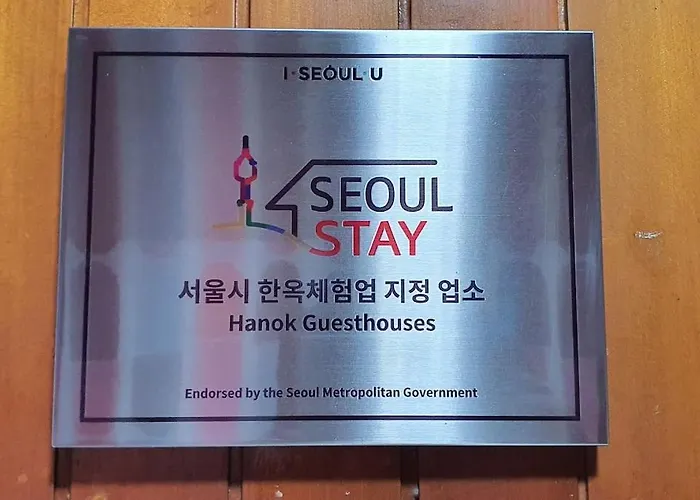 I·SEOUL·U
SEOUL
STAY
서울시 한옥체험업 지정 업소
Hanok Guesthouses
Endorsed by the Seoul Metropolitan Government